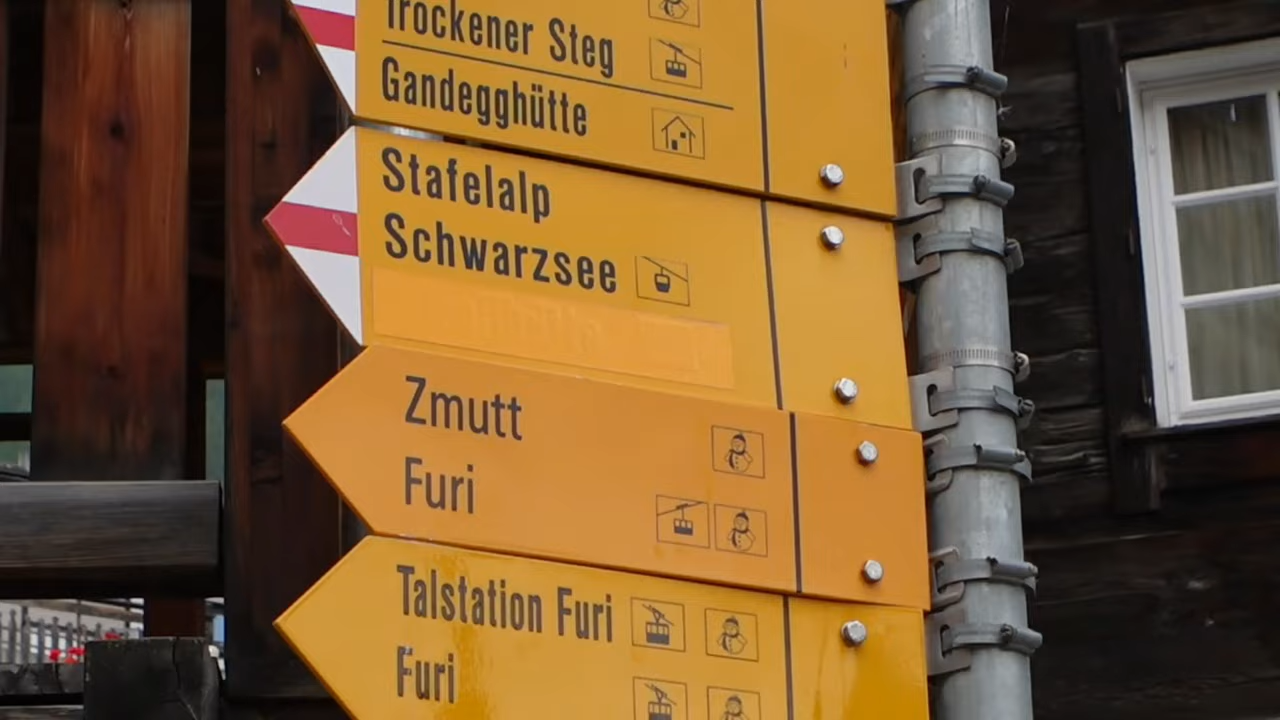 Trockener Steg
Gandegghütte
Stafelalp
Schwarzsee
Zmutt
Furi
Talstation Furi
Furi